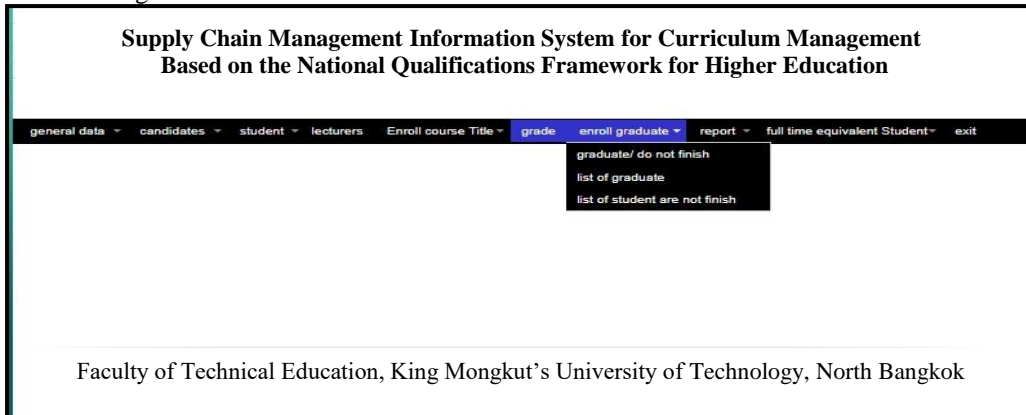 Supply Chain Management Information System for Curriculum Management
Based on the National Qualifications Framework for Higher Education
general data candidates student lecturers Enroll course Title grade enroll graduate report full time equivalent Student exit
graduate/ do not finish
list of graduate
list of student are not finish
Faculty of Technical Education, King Mongkut’s University of Technology, North Bangkok